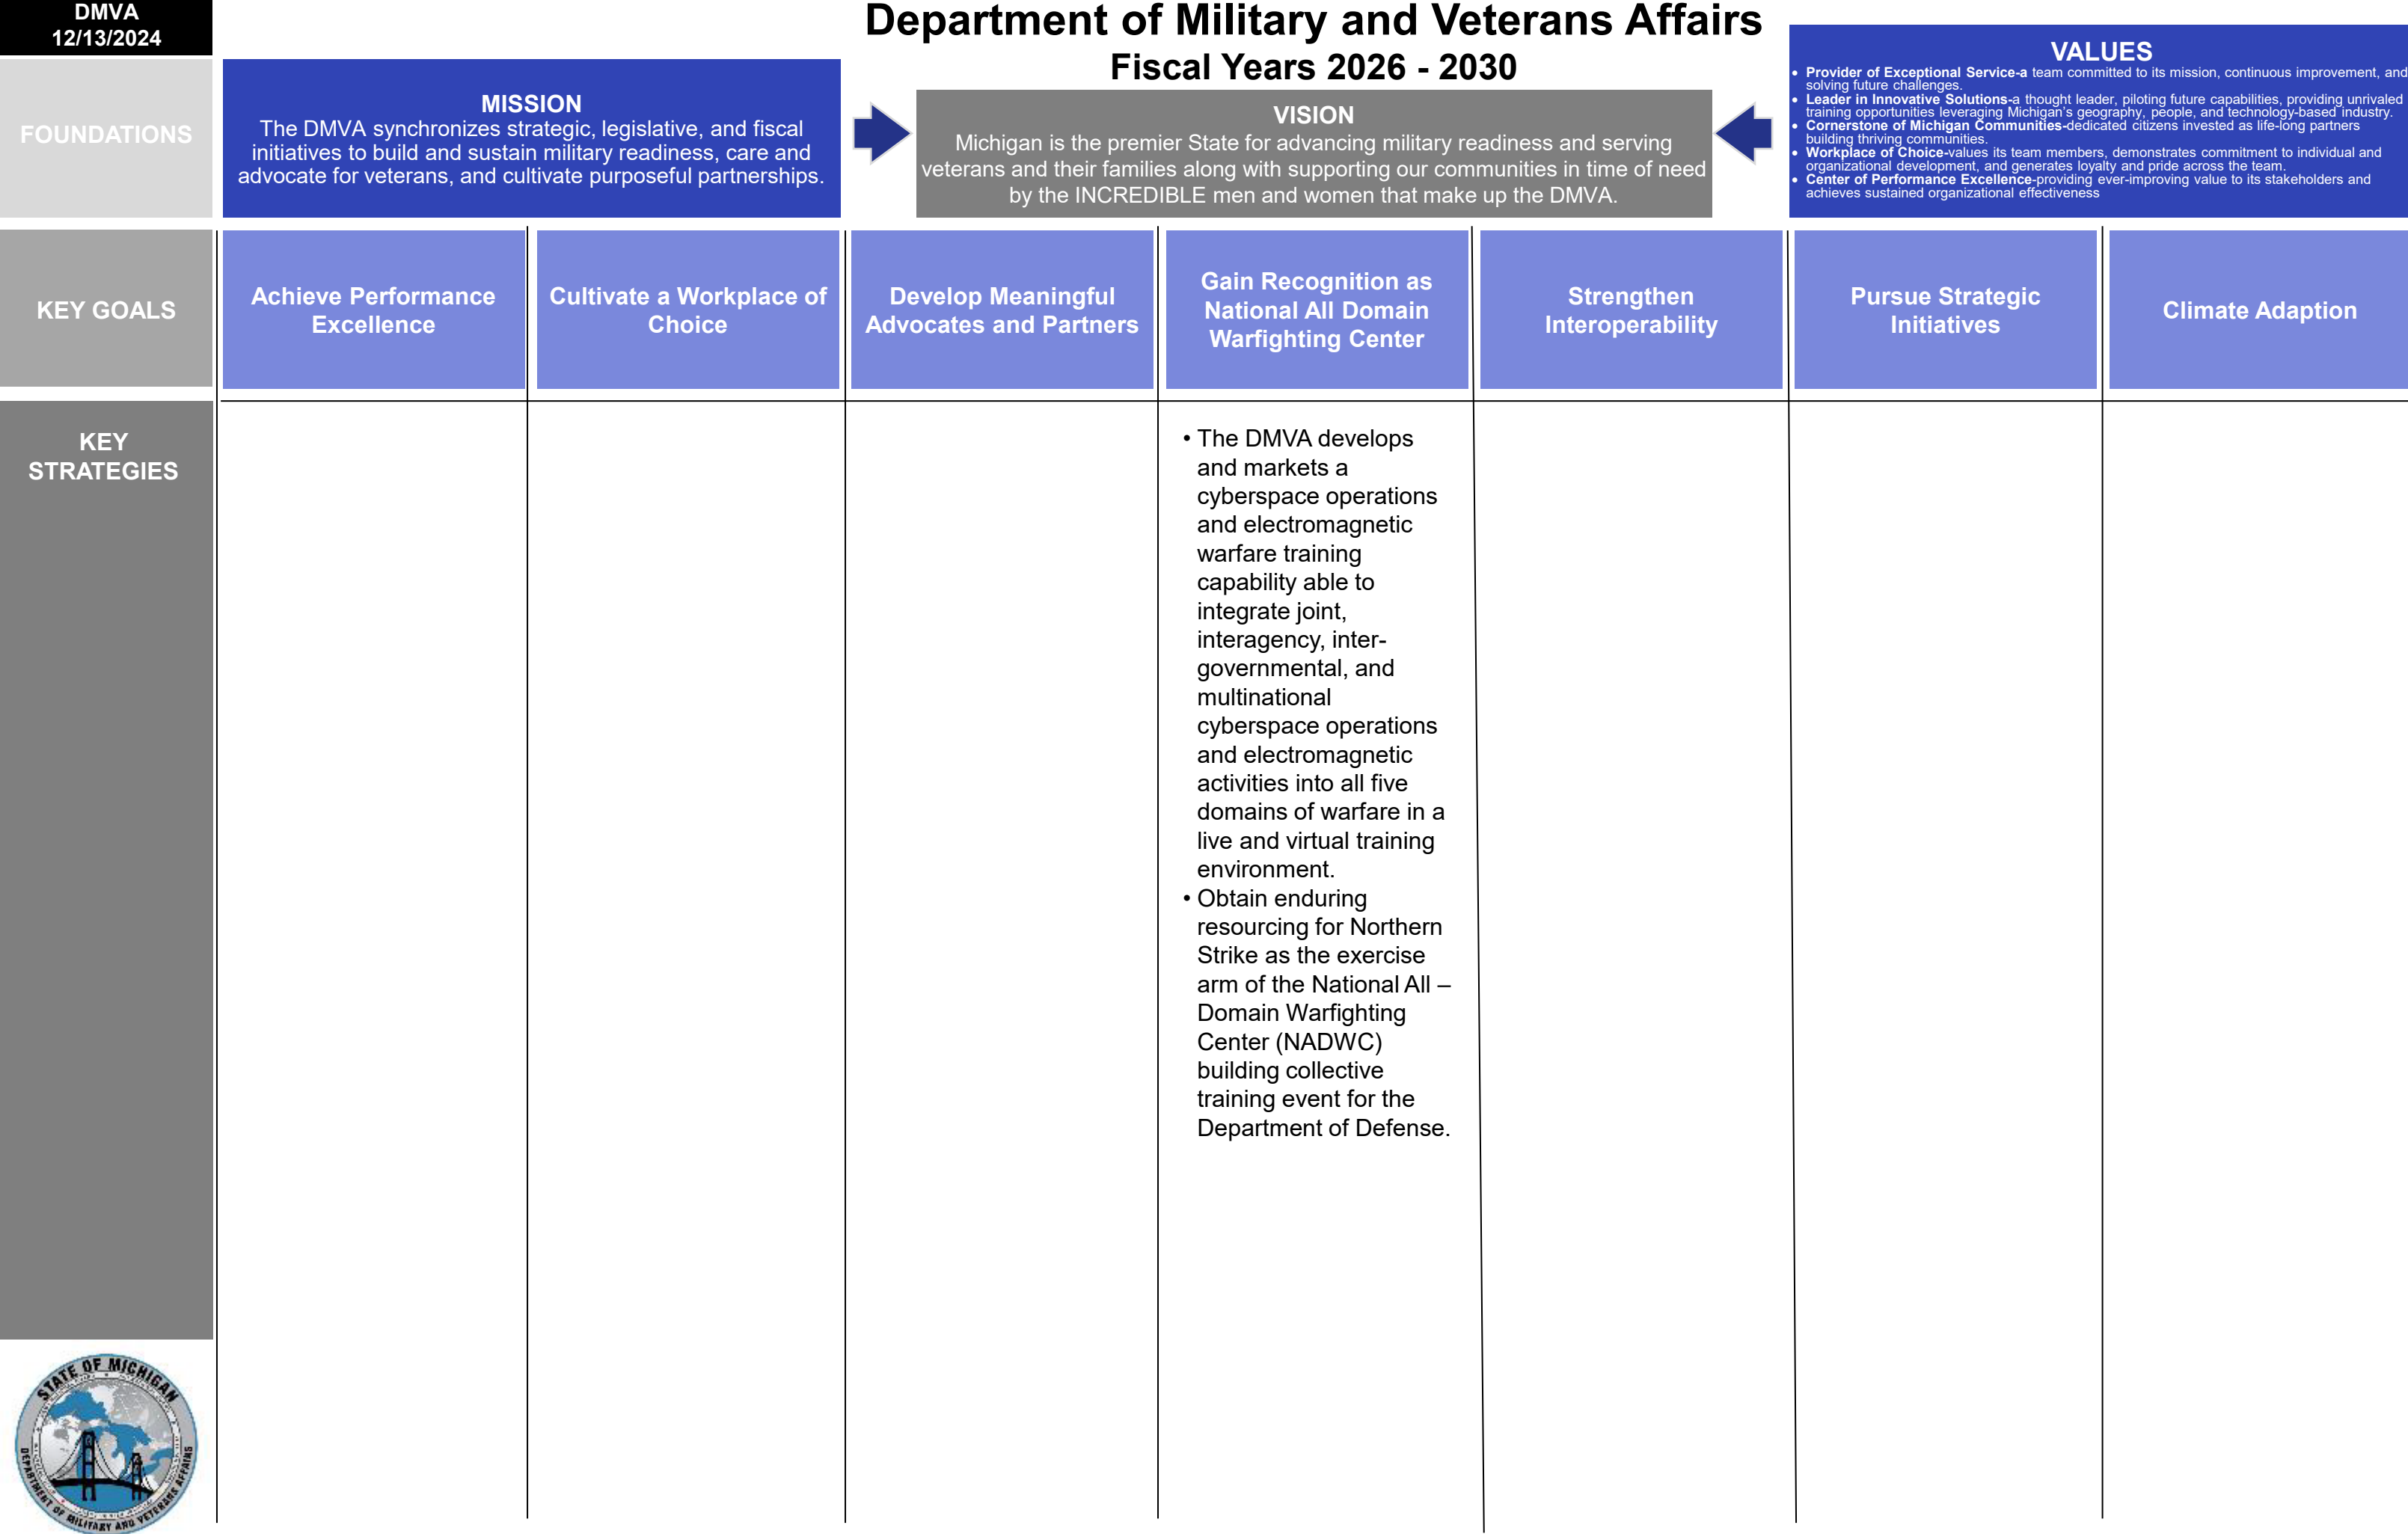 DMVA
12/13/2024
Department of Military and Veterans Affairs
Fiscal Years 2026 - 2030
FOUNDATIONS
MISSION
The DMVA synchronizes strategic, legislative, and fiscal
initiatives to build and sustain military readiness, care and
advocate for veterans, and cultivate purposeful partnerships.
VISION
Michigan is the premier State for advancing military readiness and serving
veterans and their families along with supporting our communities in time of need
by the INCREDIBLE men and women that make up the DMVA.
VALUES
• Provider of Exceptional Service-a team committed to its mission, continuous improvement, and
solving future challenges.
• Leader in Innovative Solutions-a thought leader, piloting future capabilities, providing unrivaled
training opportunities leveraging Michigan's geography, people, and technology-based industry.
• Cornerstone of Michigan Communities-dedicated citizens invested as life-long partners
building thriving communities.
• Workplace of Choice-values its team members, demonstrates commitment to individual and
organizational development, and generates loyalty and pride across the team.
• Center of Performance Excellence-providing ever-improving value to its stakeholders and
achieves sustained organizational effectiveness
KEY GOALS
Achieve Performance
Excellence
Cultivate a Workplace of
Choice
Develop Meaningful
Advocates and Partners
Gain Recognition as
National All Domain
Warfighting Center
Strengthen
Interoperability
Pursue Strategic
Initiatives
Climate Adaption
KEY
STRATEGIES
• The DMVA develops
and markets a
cyberspace operations
and electromagnetic
warfare training
capability able to
integrate joint,
interagency, inter-
governmental, and
multinational
cyberspace operations
and electromagnetic
activities into all five
domains of warfare in a
live and virtual training
environment.
• Obtain enduring
resourcing for Northern
Strike as the exercise
arm of the National All –
Domain Warfighting
Center (NADWC)
building collective
training event for the
Department of Defense.
STATE OF MICHIGAN
DEPARTMENT OF MILITARY AND VETERANS AFFAIRS